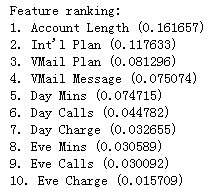 Feature ranking:
1. Account Length (0.161657)
2. Int'l Plan (0.117633)
3. VMail Plan (0.081296)
4. VMail Message (0.075074)
5. Day Mins (0.074715)
6. Day Calls (0.044782)
7. Day Charge (0.032655)
8. Eve Mins (0.030589)
9. Eve Calls (0.030092)
10. Eve Charge (0.015709)